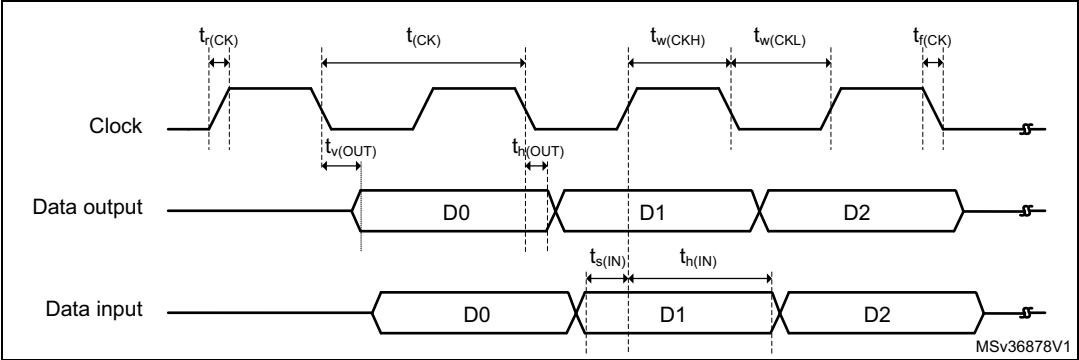 tr(CK) t(CK) tw(CKH) tw(CKL) tf(CK)
Clock
tv(OUT) th(OUT)
Data output D0 D1 D2
ts(IN) th(IN)
Data input D0 D1 D2
MSv36878V1